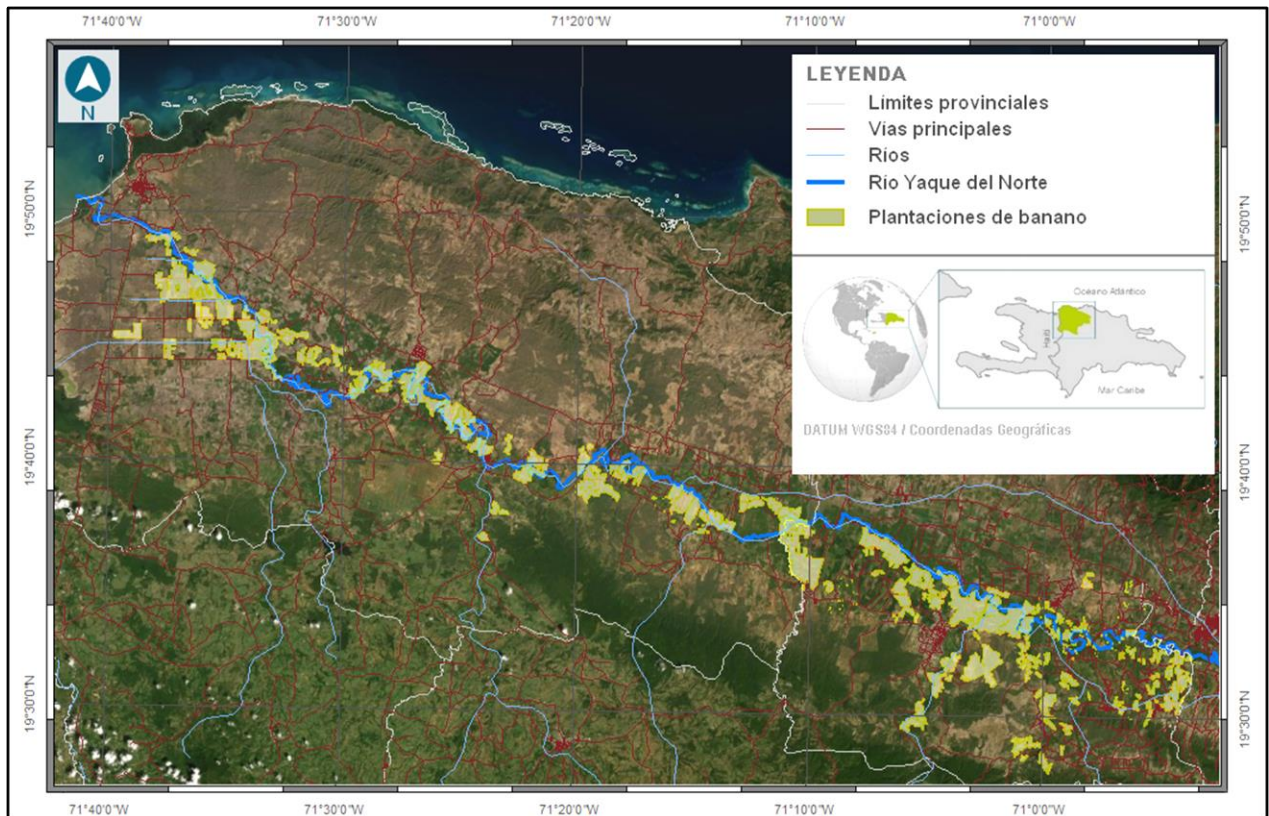 71°40'0"W 71°30'0"W 71°20'0"W 71°10'0"W 71°0'0"W
N
LEYENDA
Límites provinciales
Vías principales
Ríos
Río Yaque del Norte
Plantaciones de banano
Océano Atlántico
Haití
Mar Caribe
DATUM WGS84 / Coordenadas Geográficas
19°50'0"N
19°40'0"N
19°30'0"N
19°50'0"N
19°40'0"N
19°30'0"N
71°40'0"W 71°30'0"W 71°20'0"W 71°10'0"W 71°0'0"W